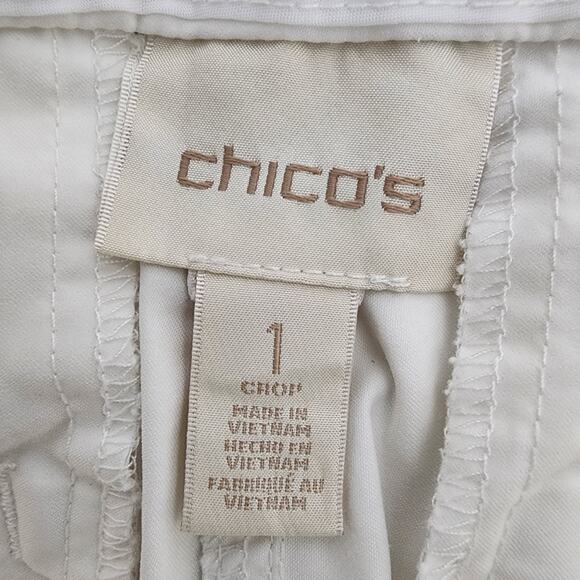 chico's
1
CROP
MADE IN
VIETNAM
HECHO EN
VIETNAM
FABRIQUÉ AU
VIETNAM